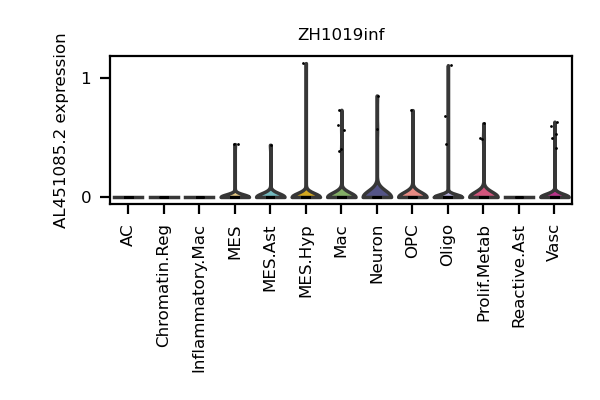 ZH1019inf
AL451085.2 expression
1
0
AC
Chromatin.Reg
Inflammatory.Mac
MES
MES.Ast
MES.Hyp
Mac
Neuron
OPC
Oligo
Prolif.Metab
Reactive.Ast
Vasc